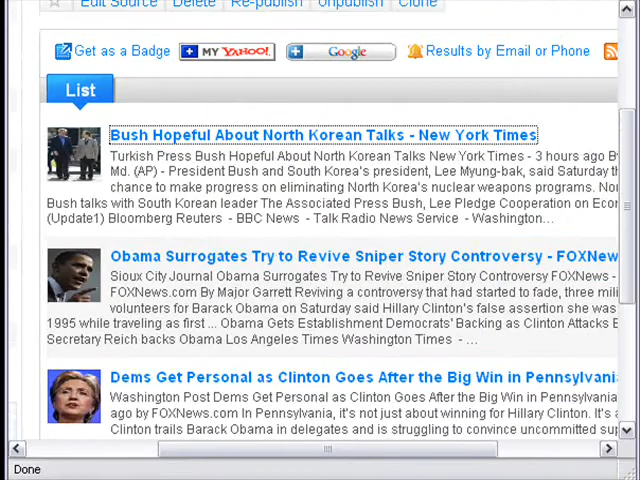 Edit Source Delete Re-publish Unpublish Clone
Get as a Badge MY YAHOO! Google Results by Email or Phone
List
Bush Hopeful About North Korean Talks - New York Times
Turkish Press Bush Hopeful About North Korean Talks New York Times - 3 hours ago B
Md. (AP) - President Bush and South Korea's president, Lee Myung-bak, said Saturday th
chance to make progress on eliminating North Korea's nuclear weapons programs. Nor
Bush talks with South Korean leader The Associated Press Bush, Lee Pledge Cooperation on Econ
(Update1) Bloomberg Reuters - BBC News - Talk Radio News Service - Washington...
Obama Surrogates Try to Revive Sniper Story Controversy - FOXNew
Sioux City Journal Obama Surrogates Try to Revive Sniper Story Controversy FOXNews -
FOXNews.com By Major Garrett Reviving a controversy that had started to fade, three mili
volunteers for Barack Obama on Saturday said Hillary Clinton's false assertion she was
1995 while traveling as first ... Obama Gets Establishment Democrats' Backing as Clinton Attacks B
Secretary Reich backs Obama Los Angeles Times Washington Times - ...
Dems Get Personal as Clinton Goes After the Big Win in Pennsylvania
Washington Post Dems Get Personal as Clinton Goes After the Big Win in Pennsylvania -
ago by FOXNews.com In Pennsylvania, it's not just about winning for Hillary Clinton. It's a
Clinton trails Barack Obama in delegates and is struggling to convince uncommitted sup
Done